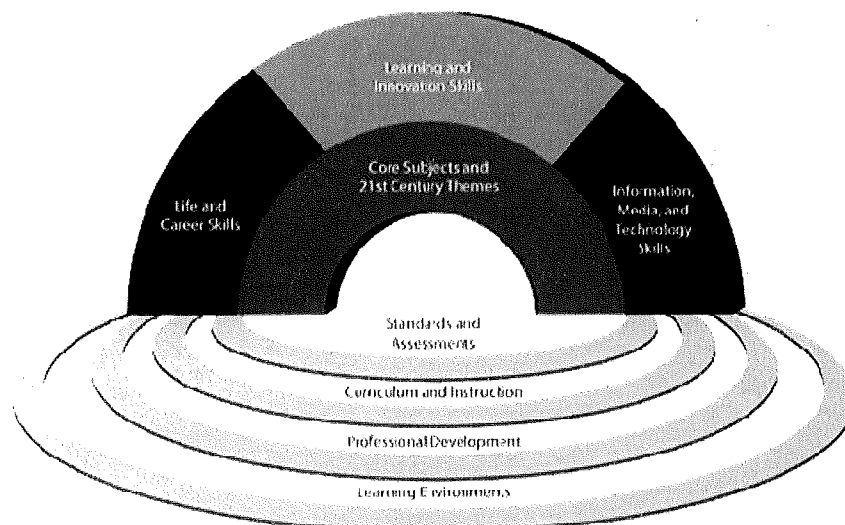 Learning and
Innovation Skills
Core Subjects and
21st Century Themes
Life and
Career Skills
Information,
Media, and
Technology
Skills
Standards and
Assessments
Curriculum and Instruction
Professional Development
Learning Environments